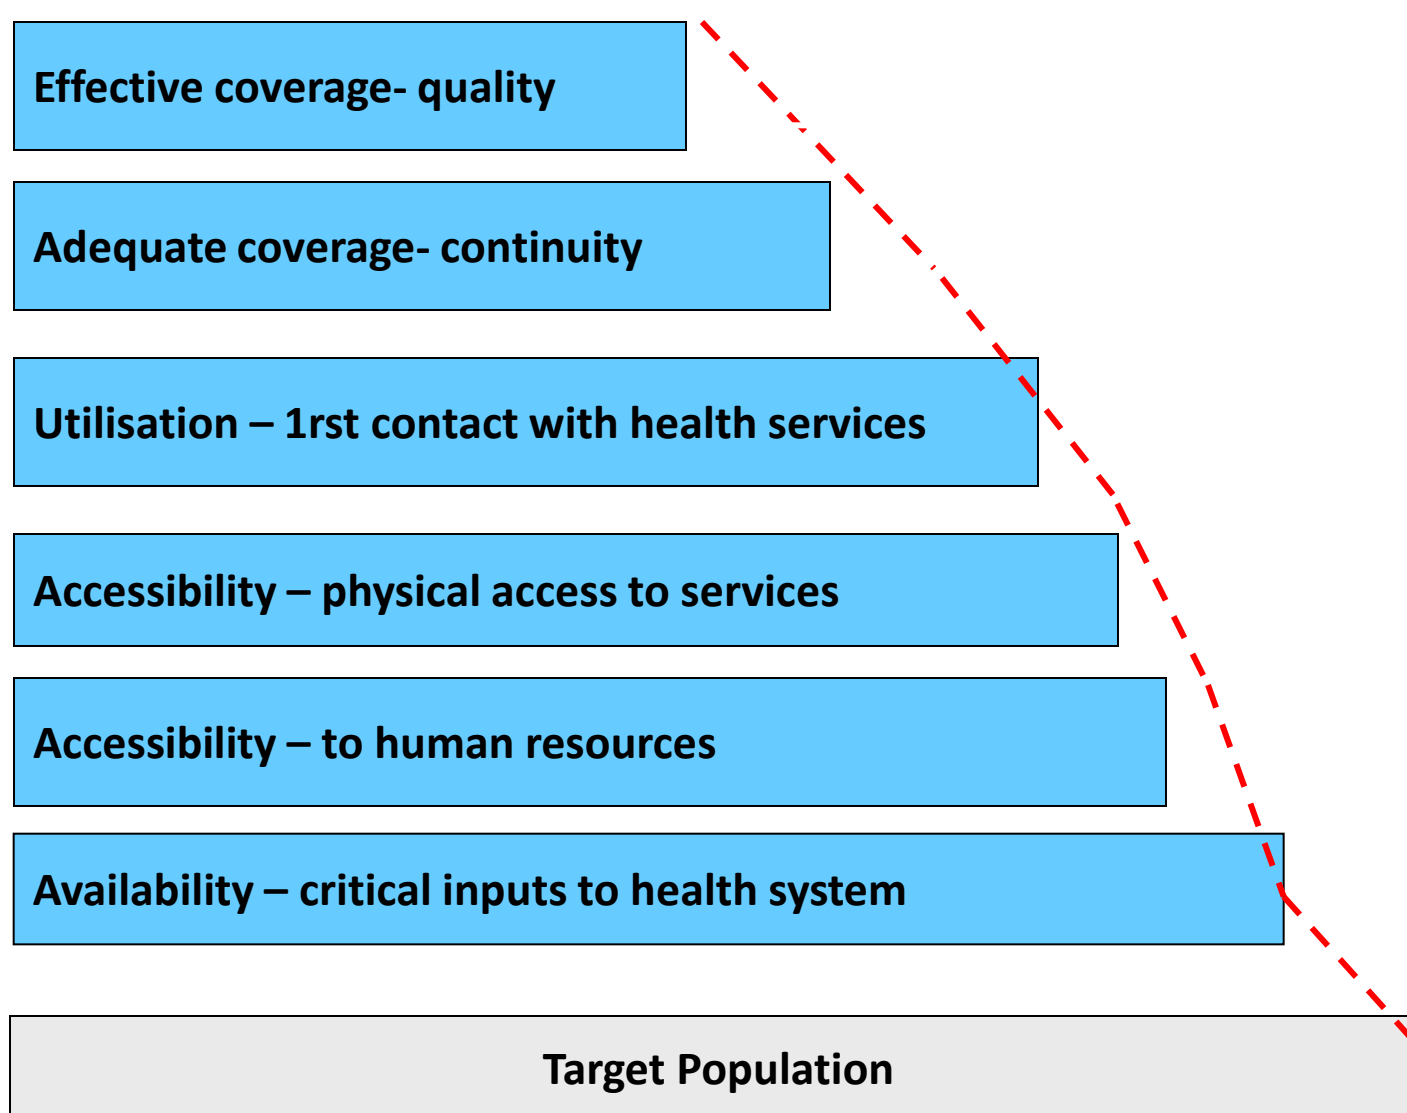 Effective coverage- quality
Adequate coverage- continuity
Utilisation – 1rst contact with health services
Accessibility – physical access to services
Accessibility – to human resources
Availability – critical inputs to health system
Target Population